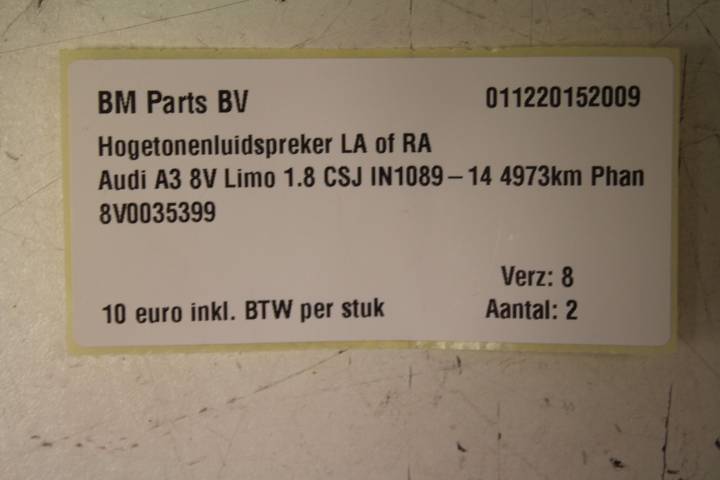 BM Parts BV 011220152009
Hogetonenluidspreker LA of RA
Audi A3 8V Limo 1.8 CSJ IN1089-14 4973km Phan
8V0035399
Verz: 8
10 euro inkl. BTW per stuk Aantal: 2